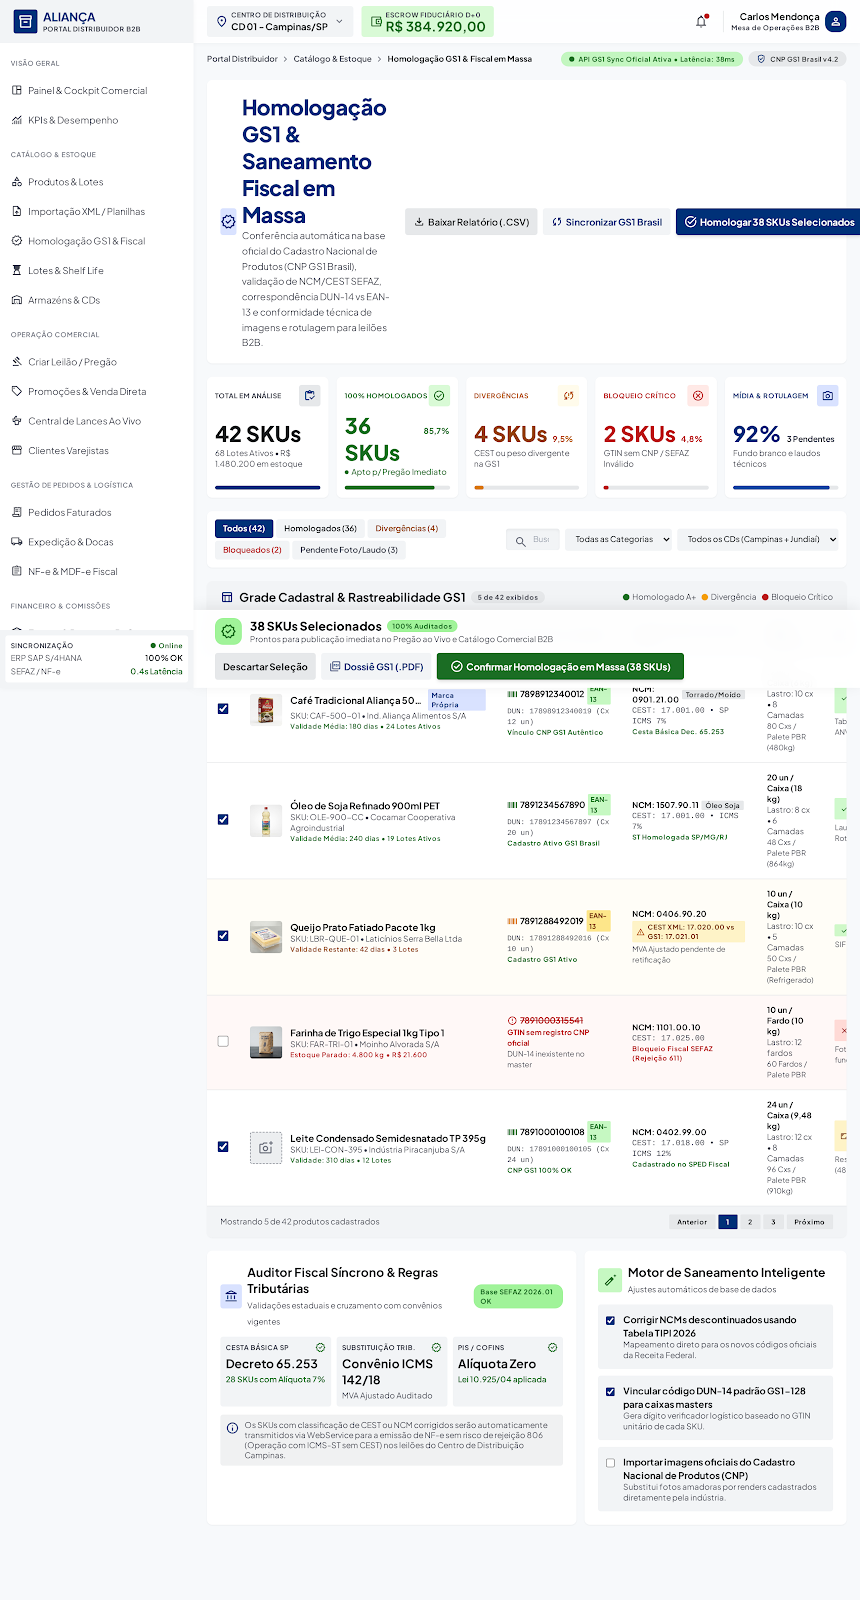 ALIANÇA
PORTAL DISTRIBUIDOR B2B
CENTRO DE DISTRIBUIÇÃO
CD 01 – Campinas/SP
ESCROW FIDUCIÁRIO D+0
R$ 384.920,00
Carlos Mendonça
Mesa de Operações B2B
VISÃO GERAL
Painel & Cockpit Comercial
KPIs & Desempenho
CATÁLOGO & ESTOQUE
Produtos & Lotes
Importação XML / Planilhas
Homologação GS1 & Fiscal
Lotes & Shelf Life
Armazéns & CDs
OPERAÇÃO COMERCIAL
Criar Leilão / Pregão
Promoções & Venda Direta
Central de Lances Ao Vivo
Clientes Varejistas
GESTÃO DE PEDIDOS & LOGÍSTICA
Pedidos Faturados
Expedição & Docas
NF-e & MDF-e Fiscal
FINANCEIRO & COMISSÕES
SINCRONIZAÇÃO
Online
ERP SAP S/4HANA
100% OK
SEFAZ / NF-e
0.4s Latência
Portal Distribuidor
Catálogo & Estoque
Homologação GS1 & Fiscal em Massa
API GS1 Sync Oficial Ativa • Latência: 38ms
CNP GS1 Brasil v4.2
Homologação
GS1 &
Saneamento
Fiscal em
Massa
Conferência automática na base
oficial do Cadastro Nacional de
Produtos (CNP GS1 Brasil),
validação de NCM/CEST SEFAZ,
correspondência DUN-14 vs EAN-
13 e conformidade técnica de
imagens e rotulagem para leilões
B2B.
Baixar Relatório (.CSV)
Sincronizar GS1 Brasil
Homologar 38 SKUs Selecionados
TOTAL EM ANÁLISE
42 SKUs
68 Lotes Ativos • R$
1.480.200 em estoque
100% HOMOLOGADOS
36
SKUs
85,7%
Apto p/ Pregão Imediato
DIVERGÊNCIAS
4 SKUs 9,5%
CEST ou peso divergente
na GS1
BLOQUEIO CRÍTICO
2 SKUs 4,8%
GTIN sem CNP / SEFAZ
Inválido
MÍDIA & ROTULAGEM
92% 3 Pendentes
Fundo branco e laudos
técnicos
Todos (42)
Homologados (36)
Divergências (4)
Bloqueados (2)
Pendente Foto/Laudo (3)
Todas as Categorias
Todos os CDs (Campinas + Jundiaí)
Grade Cadastral & Rastreabilidade GS1
5 de 42 exibidos
Homologado A+
Divergência
Bloqueio Crítico
38 SKUs Selecionados
100% Auditados
Prontos para publicação imediata no Pregão ao Vivo e Catálogo Comercial B2B
Descartar Seleção
Dossiê GS1 (.PDF)
Confirmar Homologação em Massa (38 SKUs)
Café Tradicional Aliança 50...
Marca
Própria
SKU: CAF-500-01 • Ind. Aliança Alimentos S/A
Validade Média: 180 dias • 24 Lotes Ativos
7898912340012
EAN-
13
DUN: 17898912340019 (Cx
12 un)
Vínculo CNP GS1 Autêntico
NCM:
0901.21.00
Torrado/Moído
CEST: 17.001.00 • SP
ICMS 7%
Cesta Básica Dec. 65.253
Lastro: 10 cx
• 8
Camadas
80 Cxs /
Palete PBR
(480kg)
Óleo de Soja Refinado 900ml PET
SKU: OLE-900-CC • Cocamar Cooperativa
Agroindustrial
Validade Média: 240 dias • 19 Lotes Ativos
7891234567890
EAN-
13
DUN: 17891234567897 (Cx
20 un)
Cadastro Ativo GS1 Brasil
NCM: 1507.90.11
Óleo Soja
CEST: 17.001.00 • ICMS
7%
ST Homologada SP/MG/RJ
20 un /
Caixa (18
kg)
Lastro: 8 cx
• 6
Camadas
48 Cxs /
Palete PBR
(864kg)
Queijo Prato Fatiado Pacote 1kg
SKU: LBR-QUE-01 • Laticínios Serra Bella Ltda
Validade Restante: 42 dias • 3 Lotes
7891288492019
EAN-
13
DUN: 17891288492016 (Cx
10 un)
Cadastro GS1 Ativo
NCM: 0406.90.20
CEST XML: 17.020.00 vs
GS1: 17.021.01
MVA Ajustado pendente de
retificação
10 un /
Caixa (10
kg)
Lastro: 10 cx
• 5
Camadas
50 Cxs /
Palete PBR
(Refrigerado)
SIF
Farinha de Trigo Especial 1kg Tipo 1
SKU: FAR-TRI-01 • Moinho Alvorada S/A
Estoque Parado: 4.800 kg • R$ 21.600
7891000315541
GTIN sem registro CNP
oficial
DUN-14 inexistente no
master
NCM: 1101.00.10
CEST: 17.025.00
Bloqueio Fiscal SEFAZ
(Rejeição 611)
10 un /
Fardo (10
kg)
Lastro: 12
fardos
60 Fardos /
Palete PBR
Leite Condensado Semidesnatado TP 395g
SKU: LEI-CON-395 • Indústria Piracanjuba S/A
Validade: 310 dias • 12 Lotes
7891000100108
EAN-
13
DUN: 17891000100105 (Cx
24 un)
CNP GS1 100% OK
NCM: 0402.99.00
CEST: 17.018.00 • SP
ICMS 12%
Cadastrado no SPED Fiscal
24 un /
Caixa (9,48
kg)
Lastro: 12 cx
• 8
Camadas
96 Cxs /
Palete PBR
(910kg)
Mostrando 5 de 42 produtos cadastrados
Anterior
1
2
3
Próximo
Auditor Fiscal Síncrono & Regras
Tributárias
Validações estaduais e cruzamento com convênios
vigentes
Base SEFAZ 2026.01
OK
CESTA BÁSICA SP
Decreto 65.253
28 SKUs com Alíquota 7%
SUBSTITUIÇÃO TRIB.
Convênio ICMS
142/18
MVA Ajustado Auditado
PIS / COFINS
Alíquota Zero
Lei 10.925/04 aplicada
Os SKUs com classificação de CEST ou NCM corrigidos serão automaticamente
transmitidos via WebService para a emissão de NF-e sem risco de rejeição 806
(Operação com ICMS-ST sem CEST) nos leilões do Centro de Distribuição
Campinas.
Motor de Saneamento Inteligente
Ajustes automáticos de base de dados
Corrigir NCMs descontinuados usando
Tabela TIPI 2026
Mapeamento direto para os novos códigos oficiais
da Receita Federal.
Vincular código DUN-14 padrão GS1-128
para caixas masters
Gera dígito verificador logístico baseado no GTIN
unitário de cada SKU.
Importar imagens oficiais do Cadastro
Nacional de Produtos (CNP)
Substitui fotos amadoras por renders cadastrados
diretamente pela indústria.